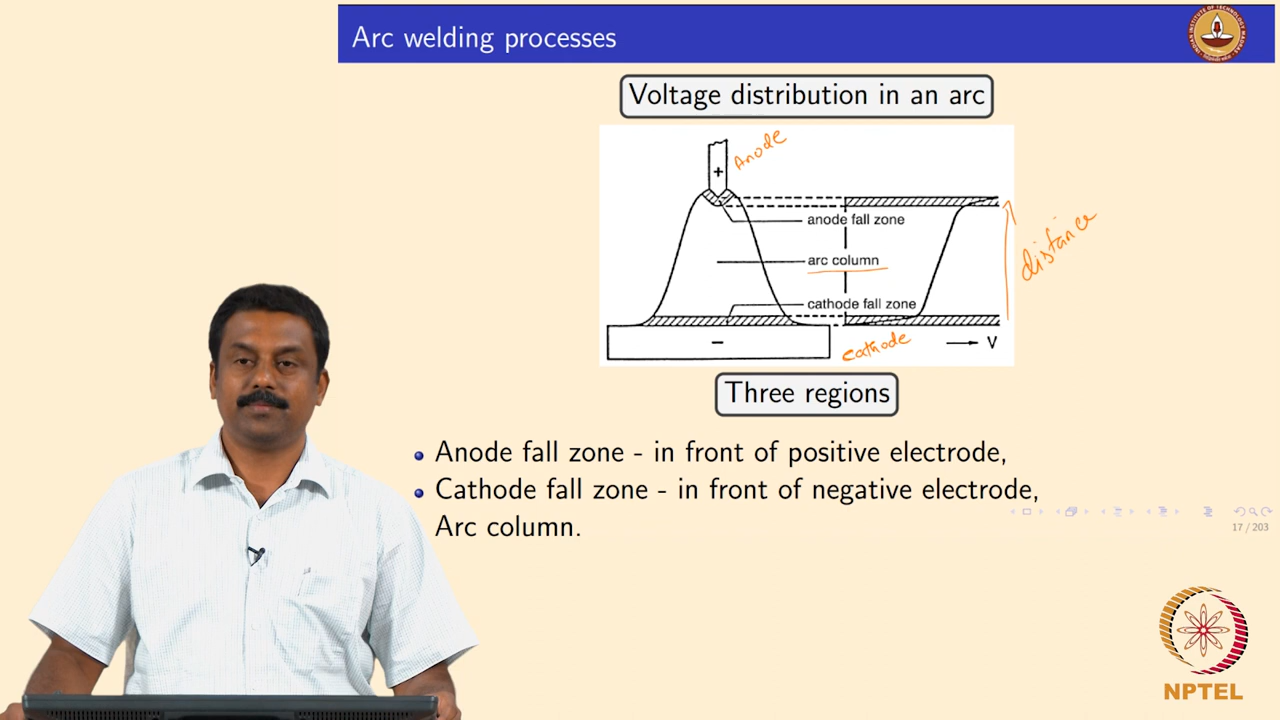 Arc welding processes
Voltage distribution in an arc
Anode
+
anode fall zone
arc column
distance
cathode fall zone
cathode
−
V
Three regions
Anode fall zone - in front of positive electrode,
Cathode fall zone - in front of negative electrode,
Arc column.
17 / 203
NPTEL